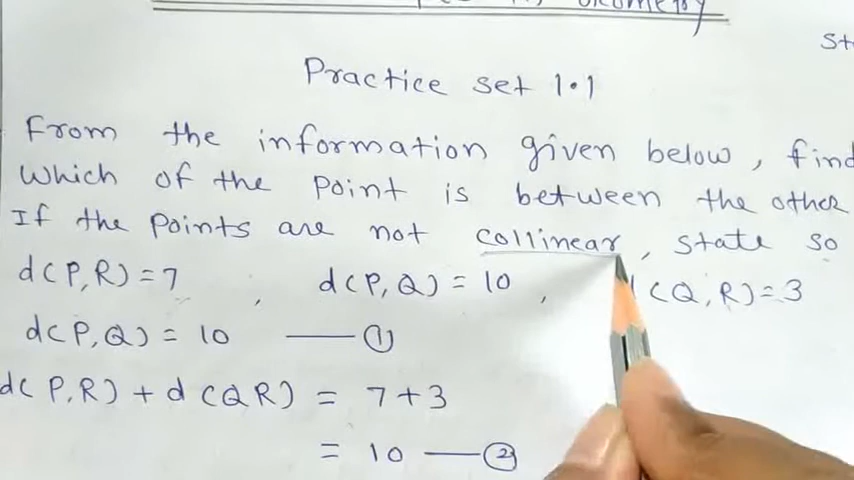 Practice set 1.1
From the information given below, find
which of the point is between the other
If the points are not collinear, state so
d(P,R)=7 , d(P,Q) = 10 , (Q,R)=3
d(P,Q) = 10 —— ①
d(P,R) + d(QR) = 7+3
= 10 —— ②